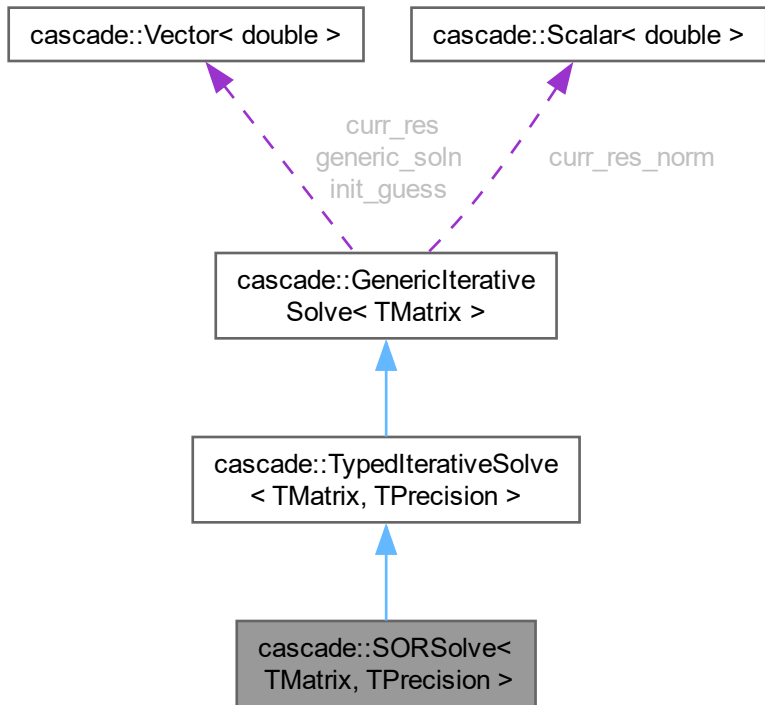 cascade::Vector< double >
cascade::Scalar< double >
curr_res
generic_soln
init_guess
curr_res_norm
cascade::GenericIterative
Solve< TMatrix >
cascade::TypedIterativeSolve
< TMatrix, TPrecision >
cascade::SORSolve<
TMatrix, TPrecision >